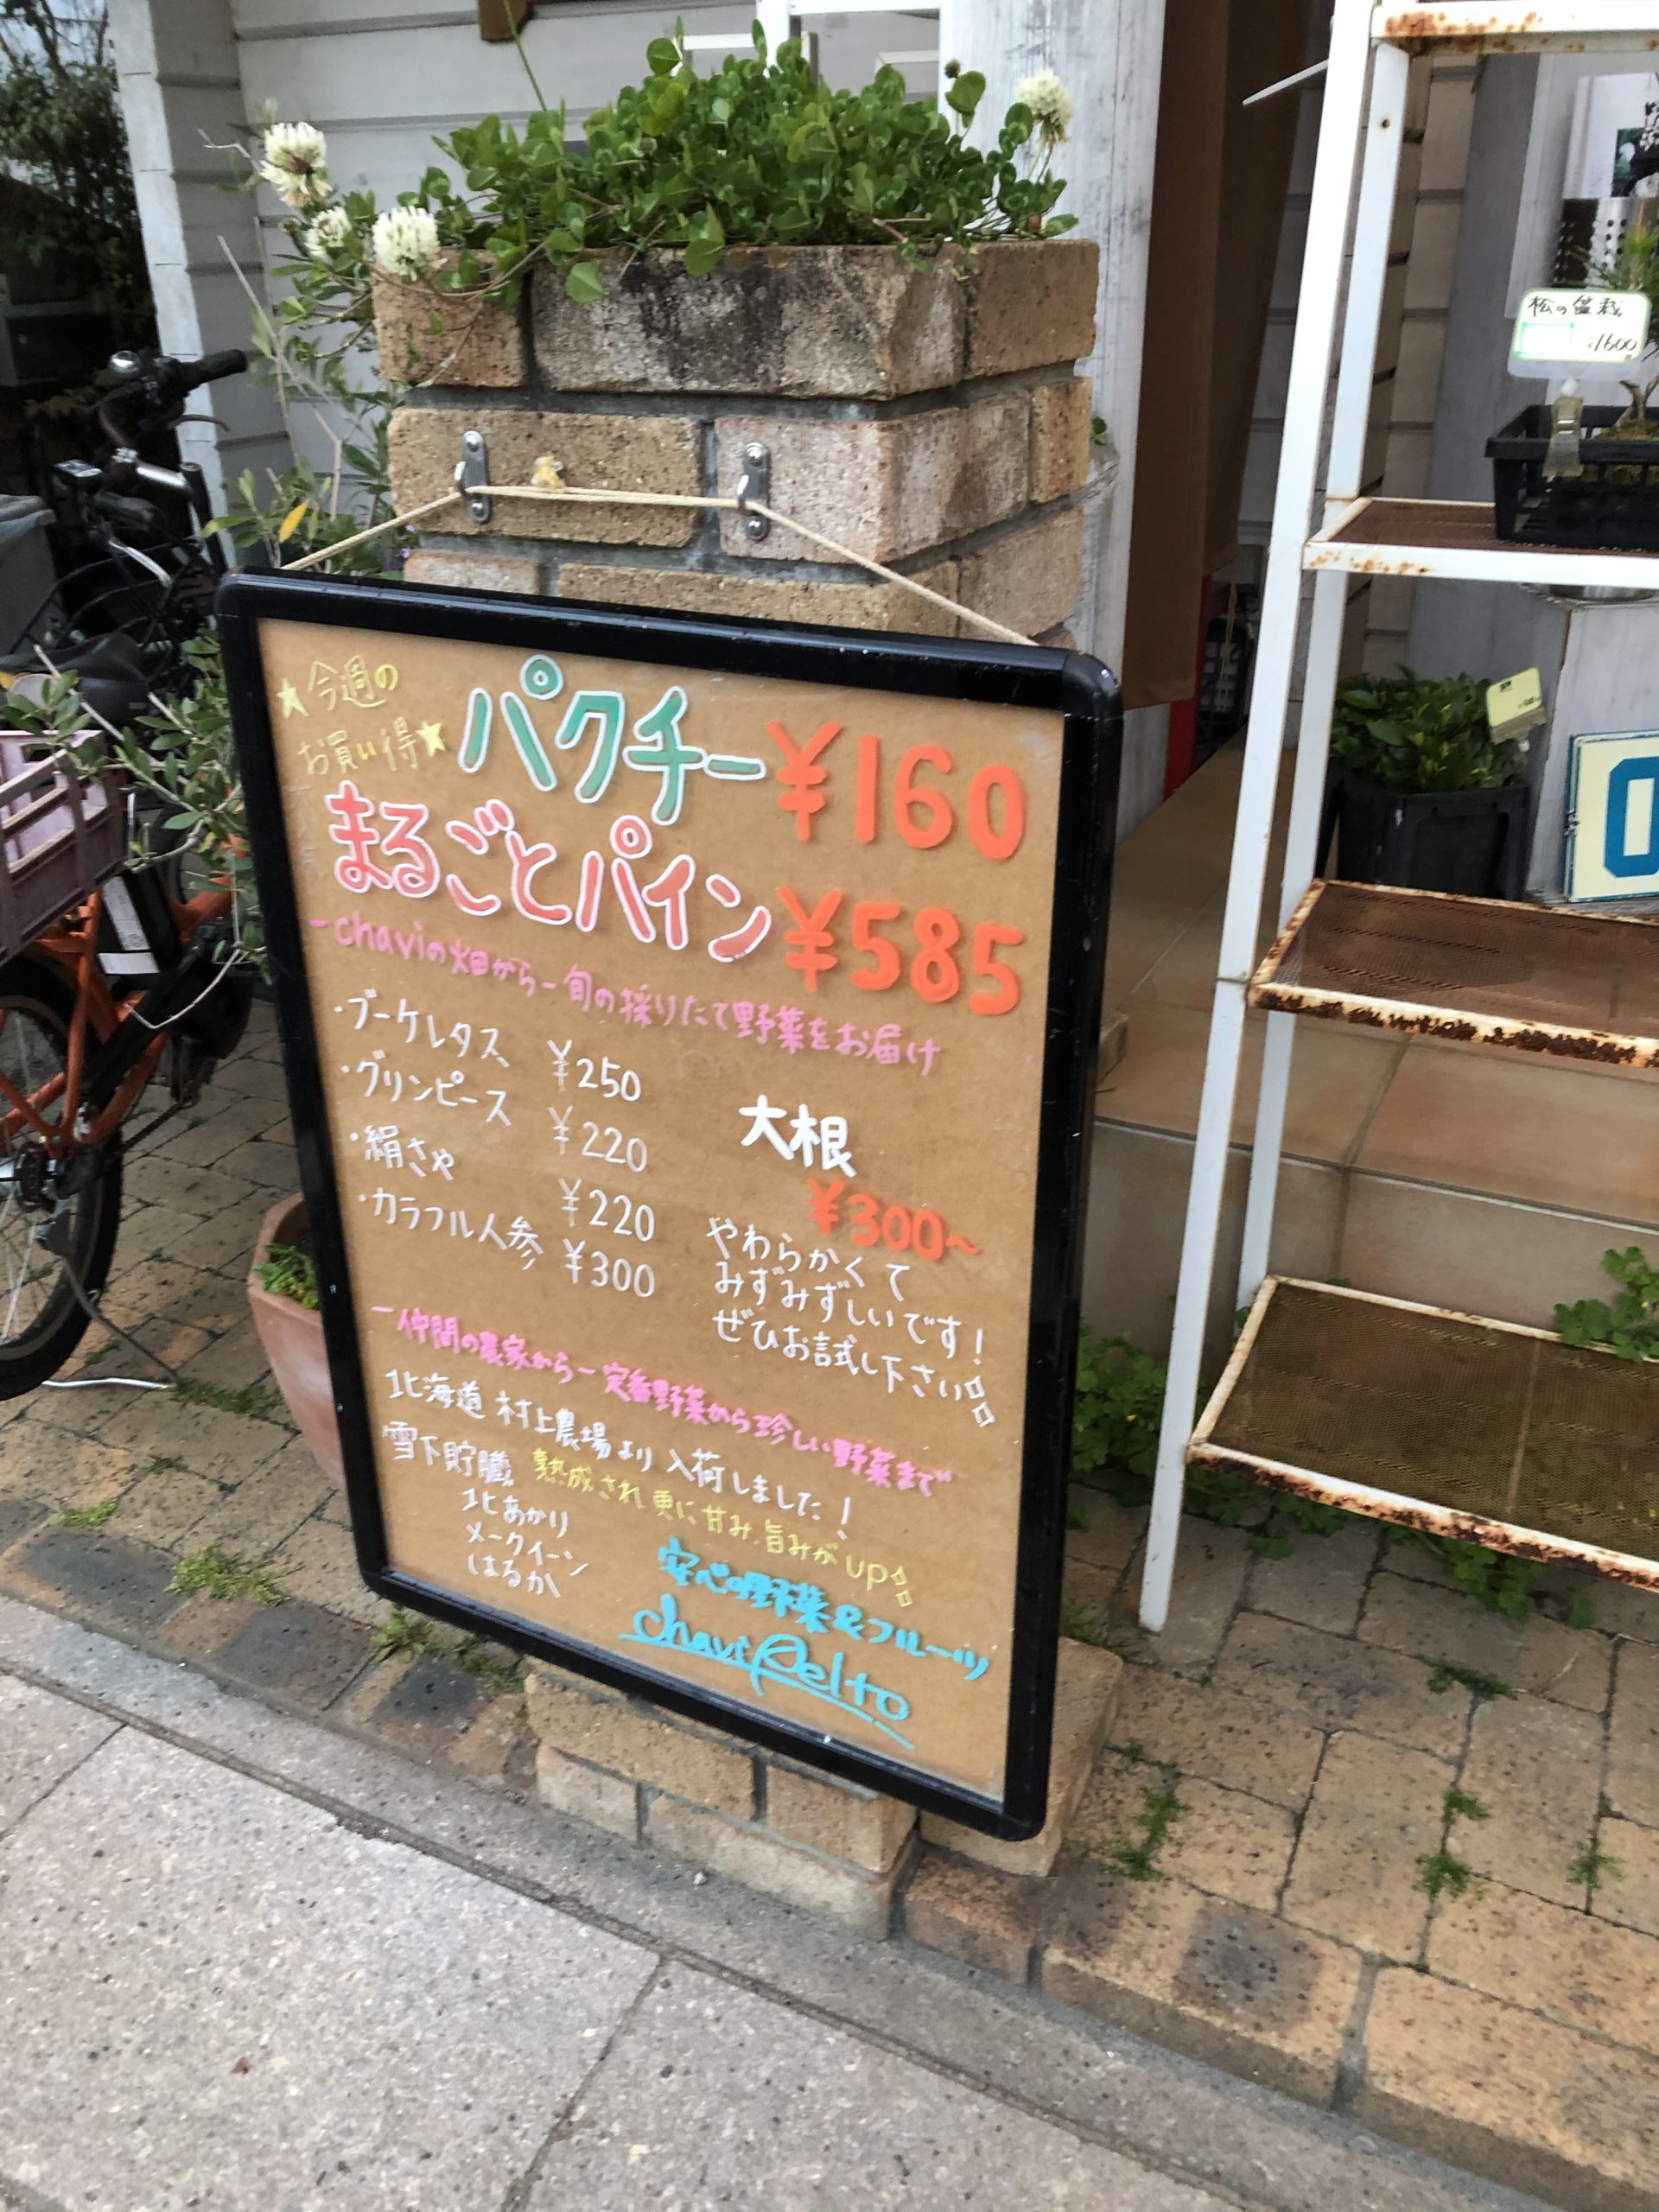 ★今週の
お買い得★
パクチー ¥160
まるごとパイン ¥585
-chaviの畑から- 旬の採りたて野菜をお届け
・ブーケレタス ¥250
・グリンピース ¥220
・絹さや ¥220
・カラフル人参 ¥300
大根
¥300~
やわらかくて
みずみずしいです!
ぜひお試し下さい!!
-仲間の農家から- 定番野菜から珍しい野菜まで
北海道 村上農場より 入荷しました!
雪下貯蔵 熟成され更に甘み、旨みがUP!!
北あかり
メークイーン
はるか
安心の野菜&フルーツ
chavipelto
松の盆栽
¥1600